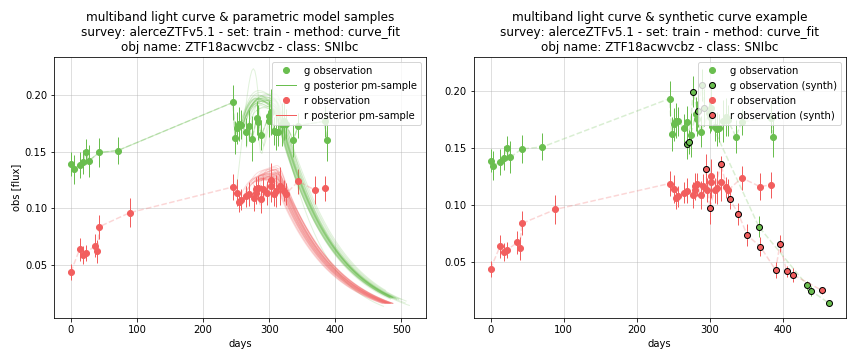 multiband light curve & parametric model samples
survey: alerceZTFv5.1 - set: train - method: curve_fit
obj name: ZTF18acwvcbz - class: SNIbc
g observation
g posterior pm-sample
r observation
r posterior pm-sample
obs [flux]
0.20
0.15
0.10
0.05
0
100
200
300
400
500
days
multiband light curve & synthetic curve example
survey: alerceZTFv5.1 - set: train - method: curve_fit
obj name: ZTF18acwvcbz - class: SNIbc
g observation
g observation (synth)
r observation
r observation (synth)
0.20
0.15
0.10
0.05
0
100
200
300
400
days